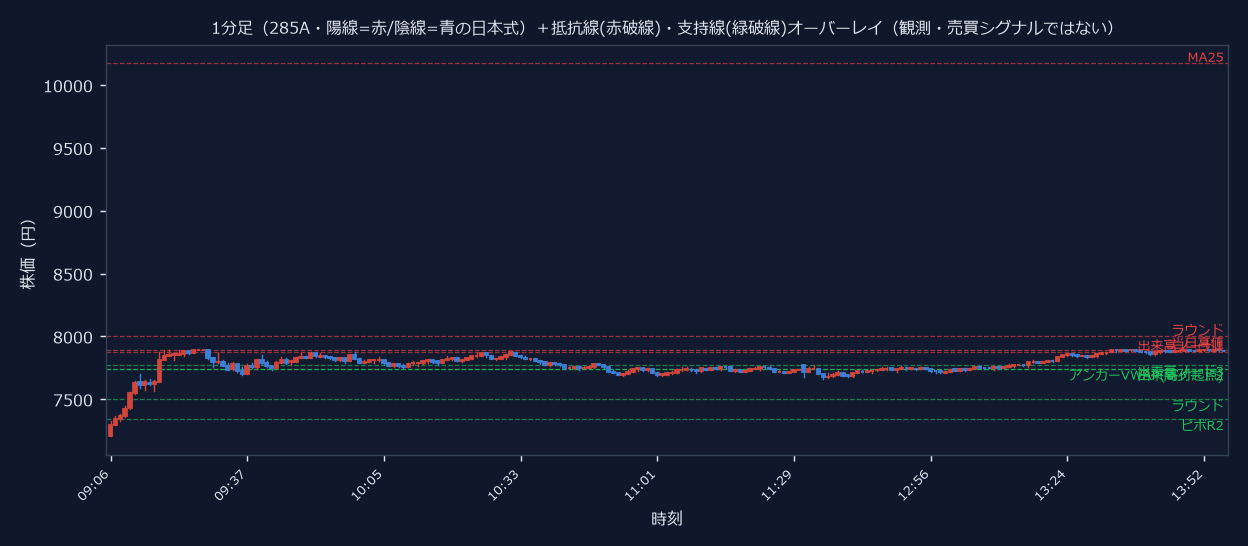 1分足（285A・陽線=赤/陰線=青の日本式）＋抵抗線(赤破線)・支持線(緑破線)オーバーレイ（観測・売買シグナルではない）
MA25
10000
9500
9000
8500
8000
7500
株価（円）
ラウンド
ラウンド
ピボR2
09:06
09:37
10:05
10:33
11:01
11:29
12:56
13:24
13:52
時刻